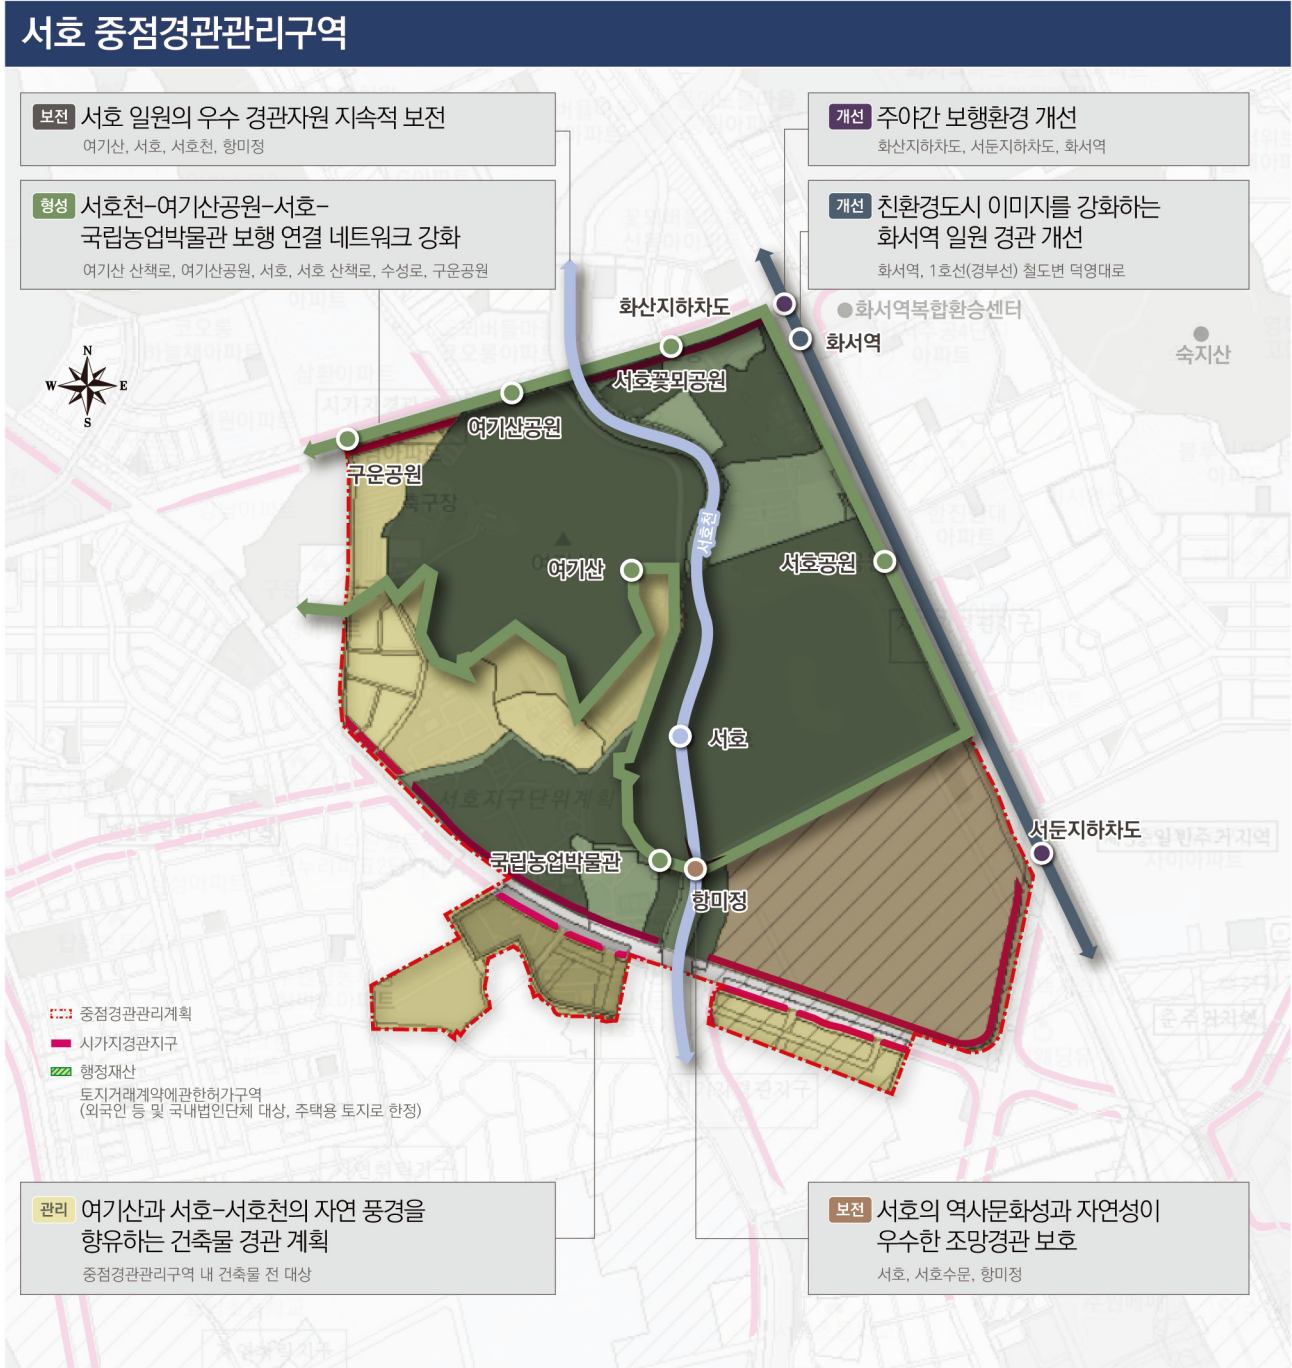 서호 중점경관관리구역
보전 서호 일원의 우수 경관자원 지속적 보전
여기산, 서호, 서호천, 항미정
형성 서호천-여기산공원-서호-
국립농업박물관 보행 연결 네트워크 강화
여기산 산책로, 여기산공원, 서호, 서호 산책로, 수성로, 구운공원
개선 주야간 보행환경 개선
화산지하차도, 서둔지하차도, 화서역
개선 친환경도시 이미지를 강화하는
화서역 일원 경관 개선
화서역, 1호선(경부선) 철도변 덕영대로
N
W E
S
화산지하차도
화서역복합환승센터
화서역
숙지산
서호꽃뫼공원
여기산공원
구운공원
축구장
서호천
여기산
서호공원
서호
서호지구단위계획
서둔지하차도
국립농업박물관
항미정
중점경관관리계획
시가지경관지구
행정재산
토지거래계약에관한허가구역
(외국인 등 및 국내법인단체 대상, 주택용 토지로 한정)
관리 여기산과 서호-서호천의 자연 풍경을
향유하는 건축물 경관 계획
중점경관관리구역 내 건축물 전 대상
보전 서호의 역사문화성과 자연성이
우수한 조망경관 보호
서호, 서호수문, 항미정